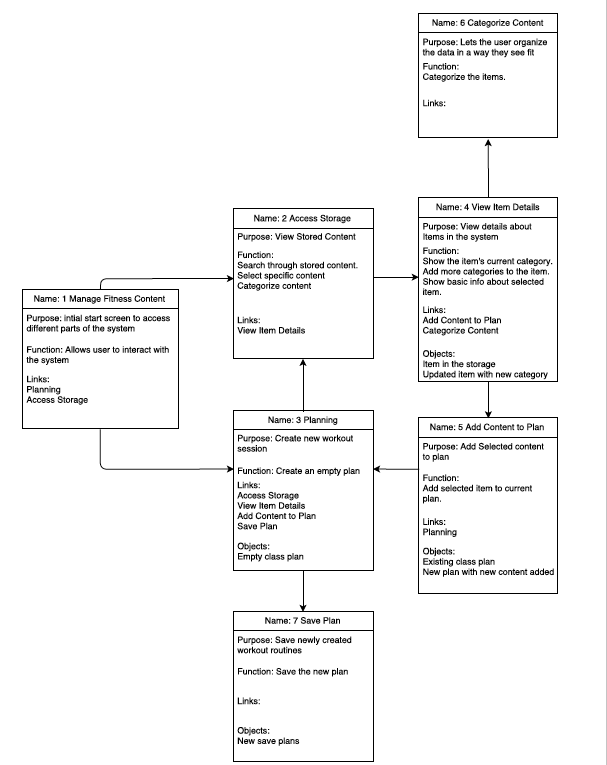 Name: 6 Categorize Content
Purpose: Lets the user organize
the data in a way they see fit
Function:
Categorize the items.
Links:
Name: 2 Access Storage
Purpose: View Stored Content
Function:
Search through stored content.
Select specific content
Categorize content
Links:
View Item Details
Name: 4 View Item Details
Purpose: View details about
Items in the system
Function:
Show the item's current category.
Add more categories to the item.
Show basic info about selected
item.
Links:
Add Content to Plan
Categorize Content
Objects:
Item in the storage
Updated item with new category
Name: 1 Manage Fitness Content
Purpose: intial start screen to access
different parts of the system
Function: Allows user to interact with
the system
Links:
Planning
Access Storage
Name: 3 Planning
Purpose: Create new workout
session
Function: Create an empty plan
Links:
Access Storage
View Item Details
Add Content to Plan
Save Plan
Objects:
Empty class plan
Name: 5 Add Content to Plan
Purpose: Add Selected content
to plan
Function:
Add selected item to current
plan.
Links:
Planning
Objects:
Existing class plan
New plan with new content added
Name: 7 Save Plan
Purpose: Save newly created
workout routines
Function: Save the new plan
Links:
Objects:
New save plans